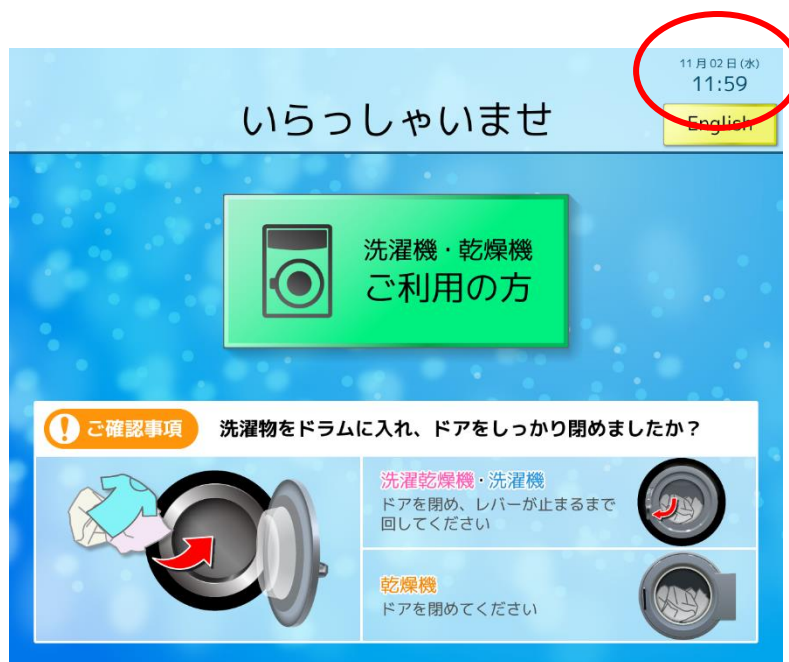 11月02日(水)
11:59
いらっしゃいませ
English
洗濯機・乾燥機
ご利用の方
ご確認事項
洗濯物をドラムに入れ、ドアをしっかり閉めましたか？
洗濯乾燥機・洗濯機
ドアを閉め、レバーが止まるまで
回してください
乾燥機
ドアを閉めてください